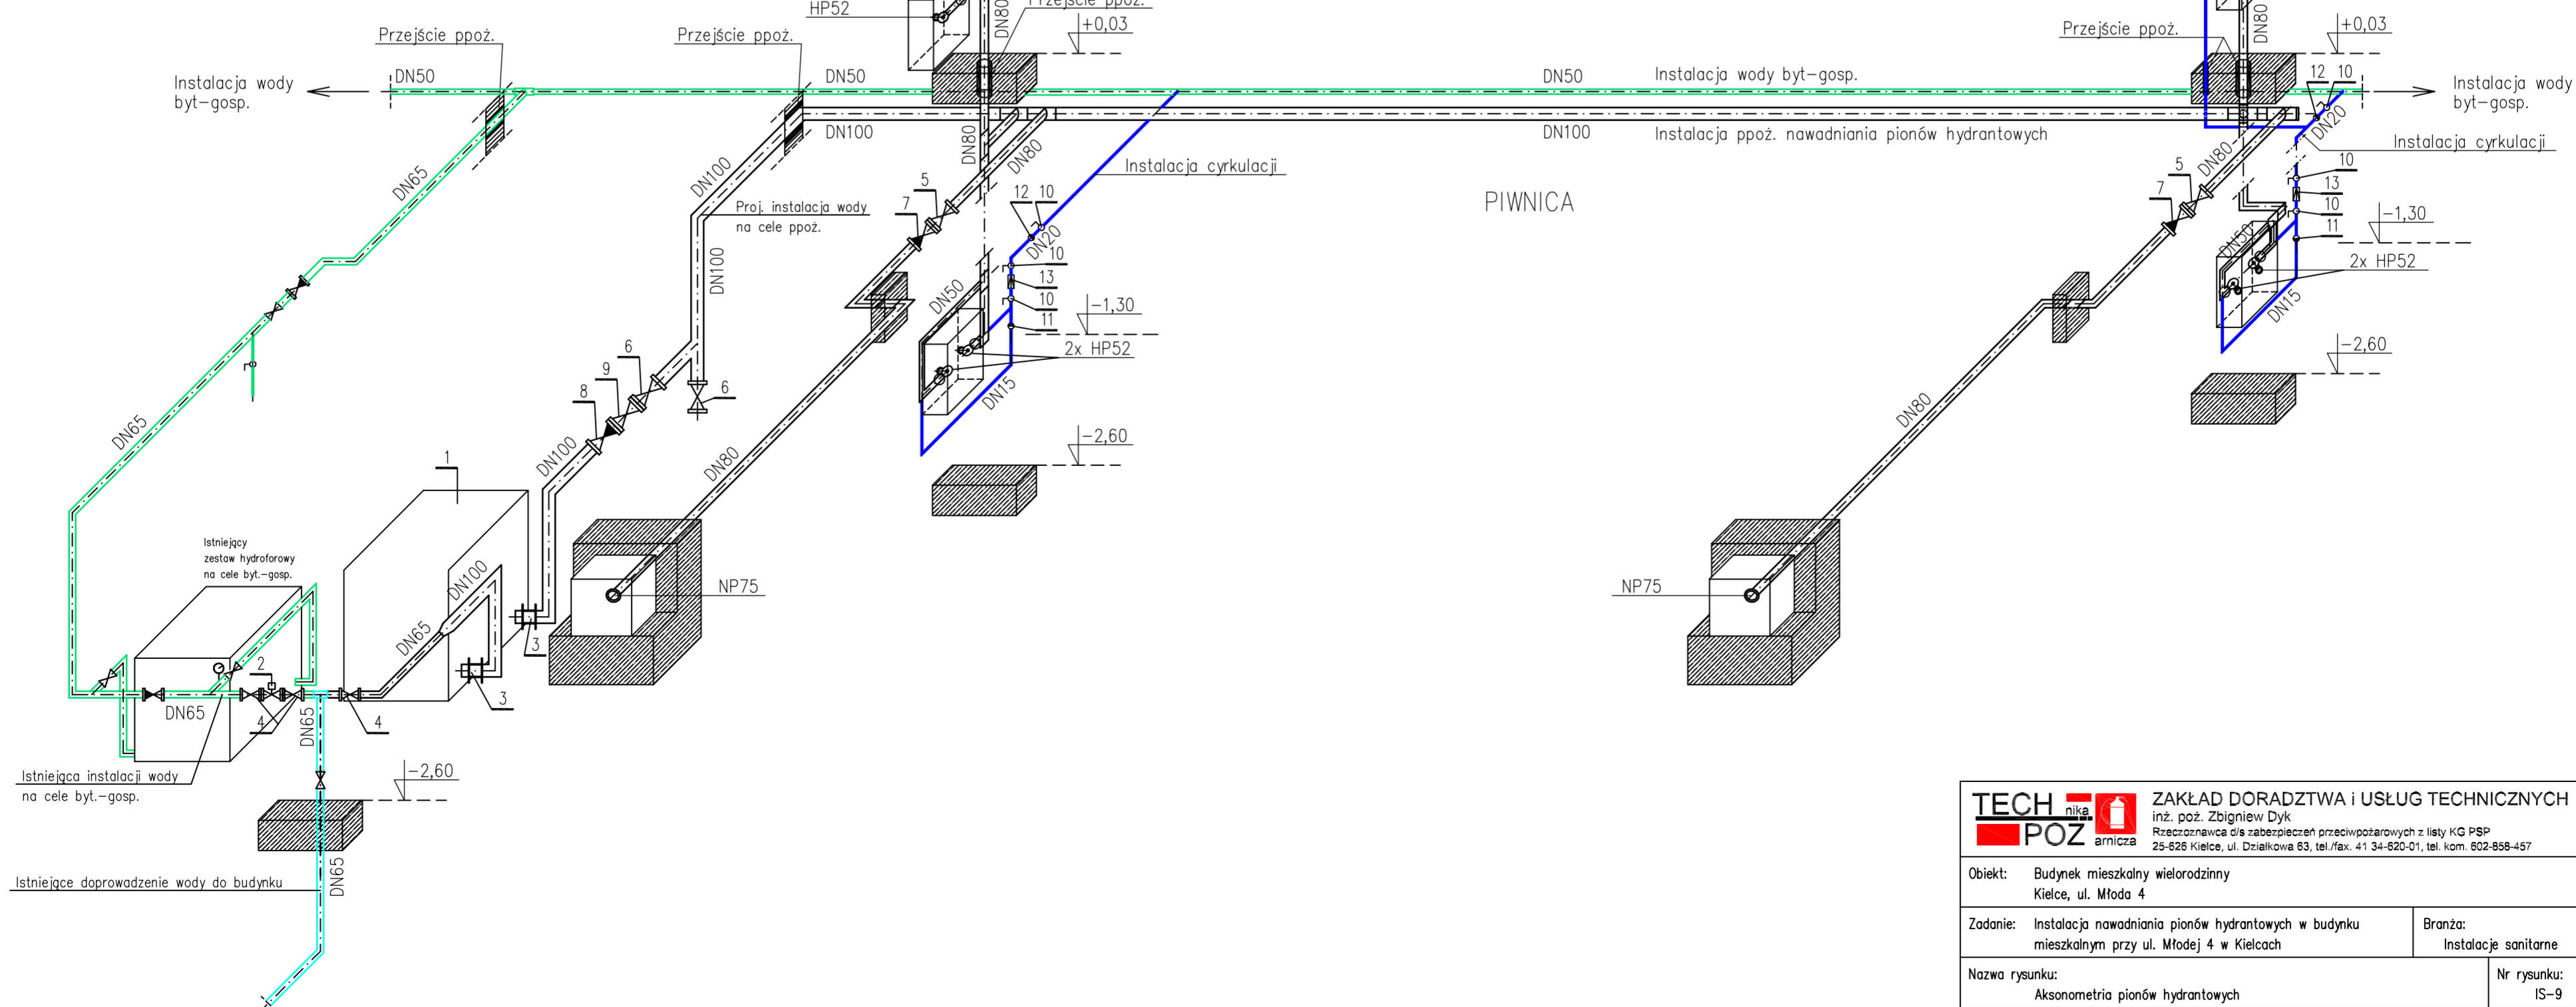 HP52
DN80
Przejście ppoż.
+0,03
DN80
+0,03
Przejście ppoż.
Przejście ppoż.
Przejście ppoż.
Instalacja wody
byt-gosp.
DN50
DN50
DN50
Instalacja wody byt-gosp.
12
10
Instalacja wody
byt-gosp.
DN100
DN100
Instalacja ppoż. nawadniania pionów hydrantowych
DN20
Instalacja cyrkulacji
DN65
DN100
DN80
DN80
Instalacja cyrkulacji
DN80
5
7
10
13
10
11
-1,30
DN50
2x HP52
DN15
-2,60
PIWNICA
Proj. instalacja wody
na cele ppoż.
DN100
5
7
12
10
DN20
10
13
10
11
DN50
-1,30
2x HP52
DN15
-2,60
6
9
8
6
DN65
DN100
DN80
DN80
1
Istniejący
zestaw hydroforowy
na cele byt.-gosp.
DN100
DN65
3
3
NP75
NP75
2
DN65
4
DN65
4
Istniejąca instalacji wody
na cele byt.-gosp.
-2,60
DN65
Istniejące doprowadzenie wody do budynku
TECH nika
POZ arnicza
ZAKŁAD DORADZTWA i USŁUG TECHNICZNYCH
inż. poż. Zbigniew Dyk
Rzeczoznawca d/s zabezpieczeń przeciwpożarowych z listy KG PSP
25-626 Kielce, ul. Działkowa 63, tel./fax. 41 34-620-01, tel. kom. 602-858-457
Obiekt: Budynek mieszkalny wielorodzinny
Kielce, ul. Młoda 4
Zadanie: Instalacja nawadniania pionów hydrantowych w budynku
mieszkalnym przy ul. Młodej 4 w Kielcach
Branża:
Instalacje sanitarne
Nazwa rysunku:
Aksonometria pionów hydrantowych
Nr rysunku:
IS-9